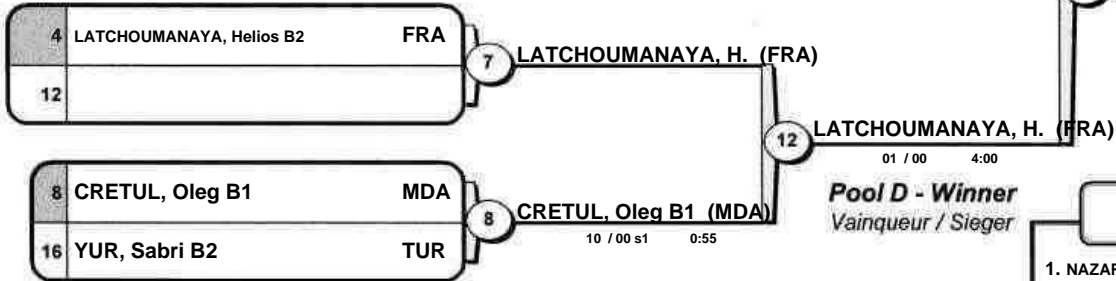 4 LATCHOUMANAYA, Helios B2 FRA
12
7 LATCHOUMANAYA, H. (FRA)
12 LATCHOUMANAYA, H. (FRA)
01 / 00 4:00
8 CRETUL, Oleg B1 MDA
16 YUR, Sabri B2 TUR
8 CRETUL, Oleg B1 (MDA)
10 / 00 s1 0:55
Pool D - Winner
Vainqueur / Sieger
1.